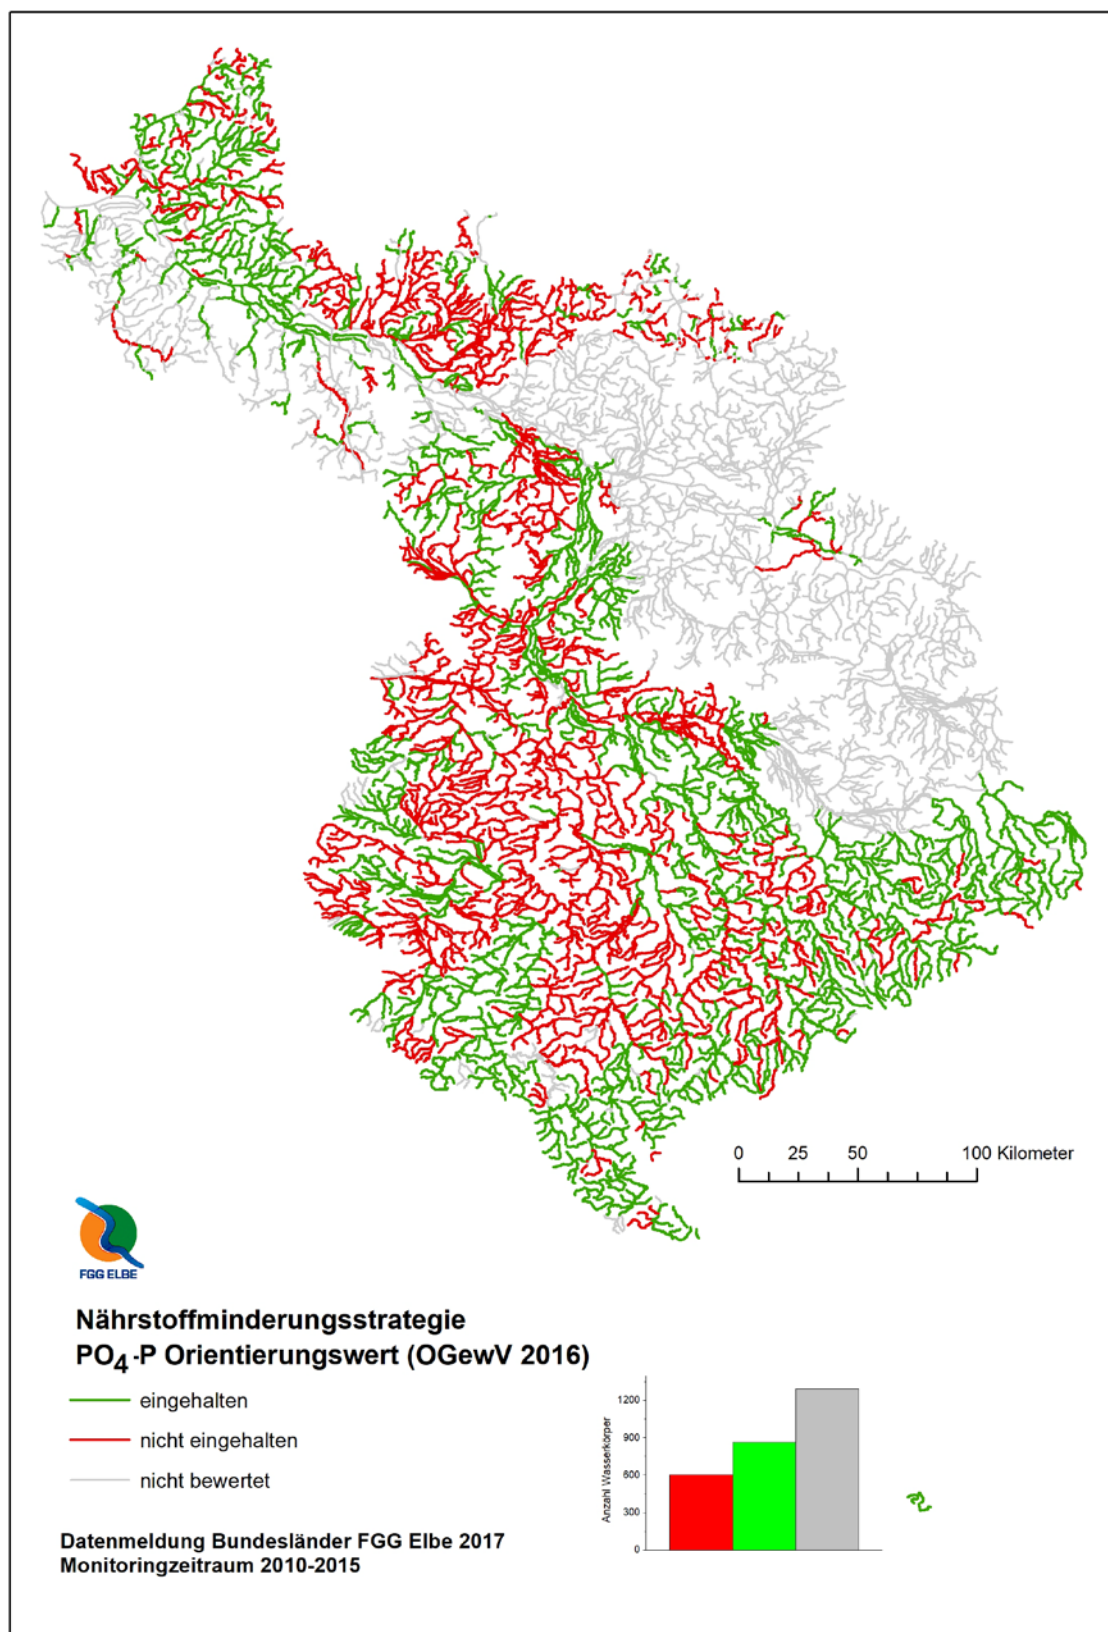 0 25 50 100 Kilometer
FGG ELBE
Nährstoffminderungsstrategie
PO4-P Orientierungswert (OGewV 2016)
eingehalten
nicht eingehalten
nicht bewertet
Anzahl Wasserkörper
1200
900
600
300
0
Datenmeldung Bundesländer FGG Elbe 2017
Monitoringzeitraum 2010-2015